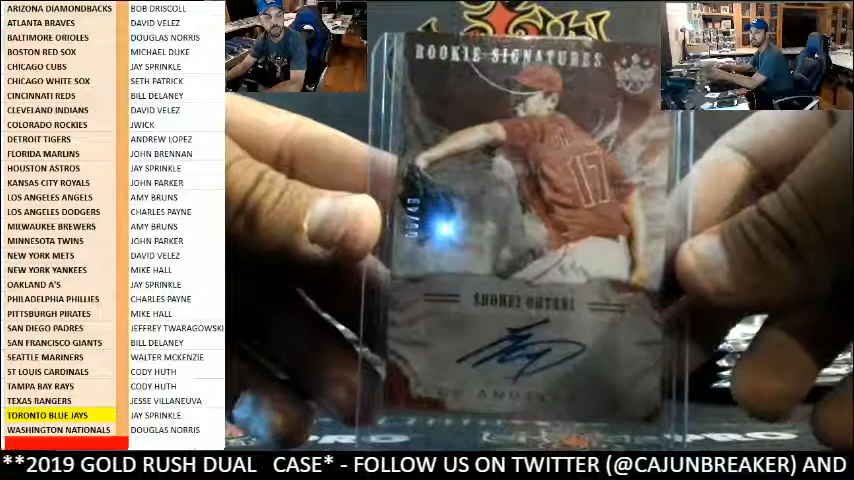 ARIZONA DIAMONDBACKS BOB DRISCOLL
ATLANTA BRAVES DAVID VELEZ
BALTIMORE ORIOLES DOUGLAS NORRIS
BOSTON RED SOX MICHAEL DUKE
CHICAGO CUBS JAY SPRINKLE
CHICAGO WHITE SOX SETH PATRICK
CINCINNATI REDS BILL DELANEY
CLEVELAND INDIANS DAVID VELEZ
COLORADO ROCKIES JWICK
DETROIT TIGERS ANDREW LOPEZ
FLORIDA MARLINS JOHN BRENNAN
HOUSTON ASTROS JAY SPRINKLE
KANSAS CITY ROYALS JOHN PARKER
LOS ANGELES ANGELS AMY BRUNS
LOS ANGELES DODGERS CHARLES PAYNE
MILWAUKEE BREWERS AMY BRUNS
MINNESOTA TWINS JOHN PARKER
NEW YORK METS DAVID VELEZ
NEW YORK YANKEES MIKE HALL
OAKLAND A'S JAY SPRINKLE
PHILADELPHIA PHILLIES CHARLES PAYNE
PITTSBURGH PIRATES MIKE HALL
SAN DIEGO PADRES JEFFREY TWARAGOWSKI
SAN FRANCISCO GIANTS BILL DELANEY
SEATTLE MARINERS WALTER MCKENZIE
ST LOUIS CARDINALS CODY HUTH
TAMPA BAY RAYS CODY HUTH
TEXAS RANGERS JESSE VILLANEUVA
TORONTO BLUE JAYS JAY SPRINKLE
WASHINGTON NATIONALS DOUGLAS NORRIS
ROOKIE SIGNATURES
17
SHOHEI OHTANI
**2019 GOLD RUSH DUAL CASE* - FOLLOW US ON TWITTER (@CAJUNBREAKER) AND